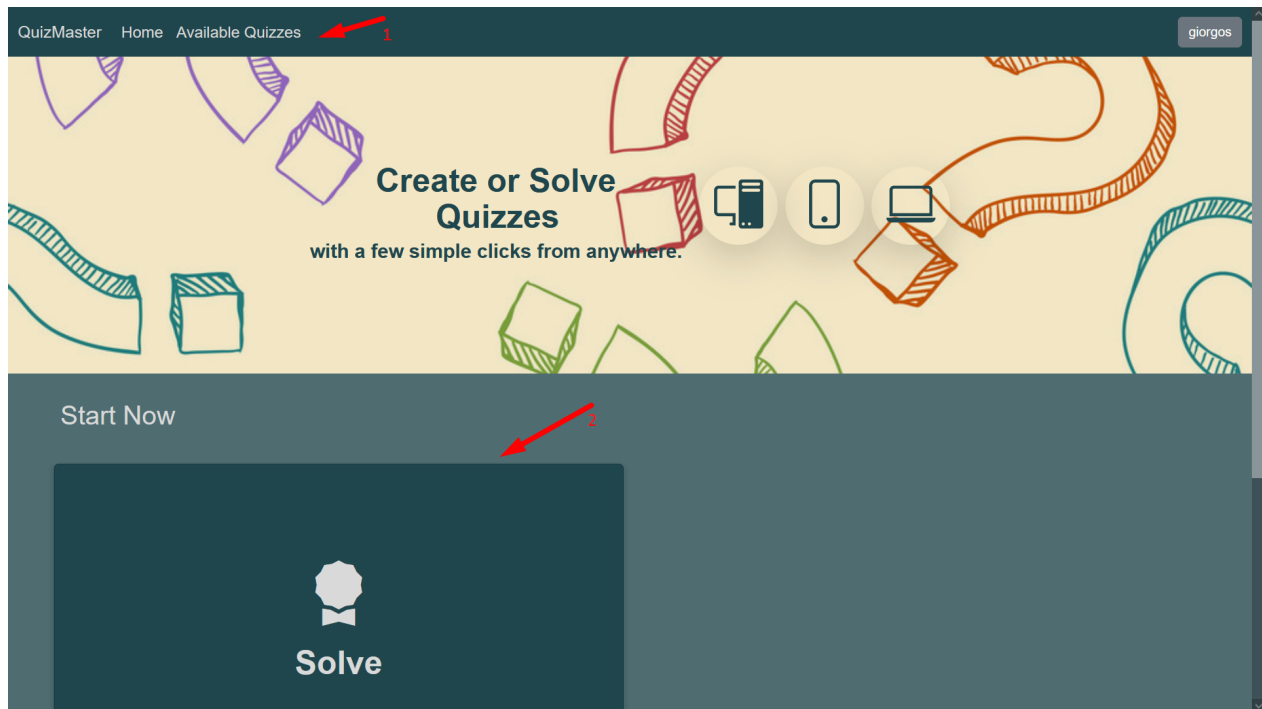 QuizMaster Home Available Quizzes 1 giorgos
Create or Solve
Quizzes
with a few simple clicks from anywhere.
Start Now
2
Solve